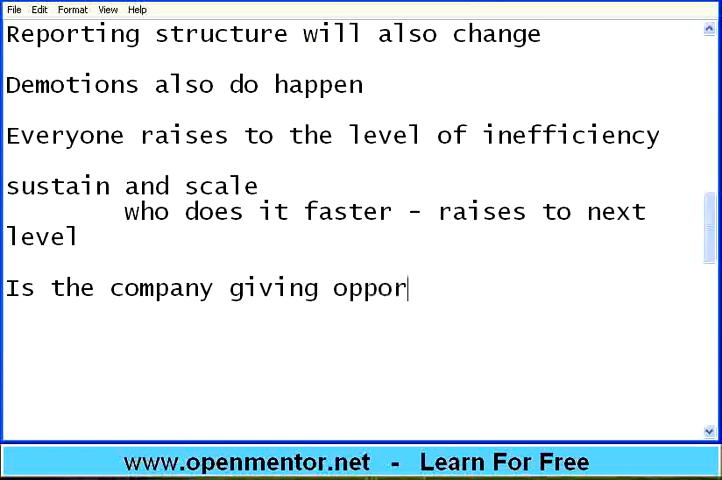 File Edit Format View Help
Reporting structure will also change
Demotions also do happen
Everyone raises to the level of inefficiency
sustain and scale
who does it faster - raises to next
level
Is the company giving oppor
www.openmentor.net - Learn For Free